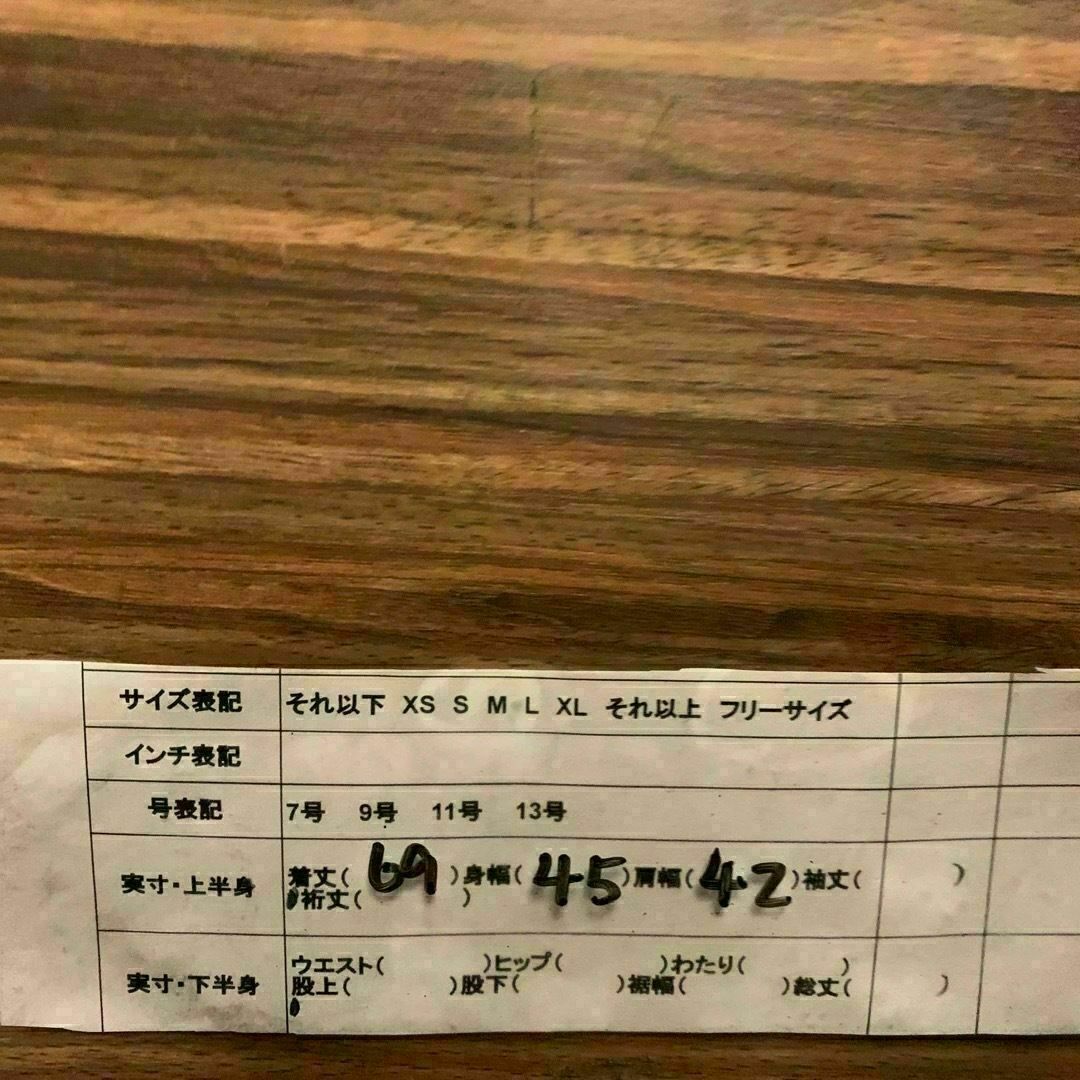 サイズ表記 それ以下 XS S M L XL それ以上 フリーサイズ
インチ表記
号表記 7号 9号 11号 13号
実寸・上半身 着丈( 69 )身幅( 45 )肩幅( 42 )袖丈( )
裄丈( )
実寸・下半身 ウエスト( )ヒップ( )わたり( )
股上( )股下( )裾幅( )総丈( )